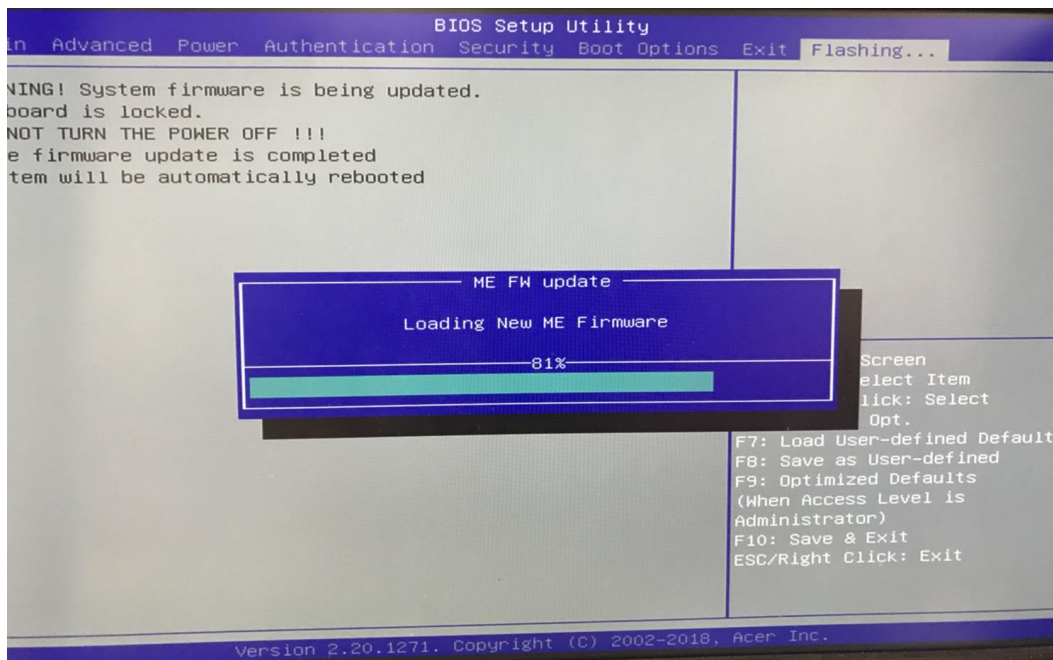 BIOS Setup Utility
in Advanced Power Authentication Security Boot Options Exit Flashing...
NING! System firmware is being updated.
board is locked.
NOT TURN THE POWER OFF !!!
e firmware update is completed
tem will be automatically rebooted
ME FW update
Loading New ME Firmware
81%
Screen
elect Item
lick: Select
Opt.
F7: Load User-defined Default
F8: Save as User-defined
F9: Optimized Defaults
(When Access Level is
Administrator)
F10: Save & Exit
ESC/Right Click: Exit
Version 2.20.1271. Copyright (C) 2002-2018, Acer Inc.